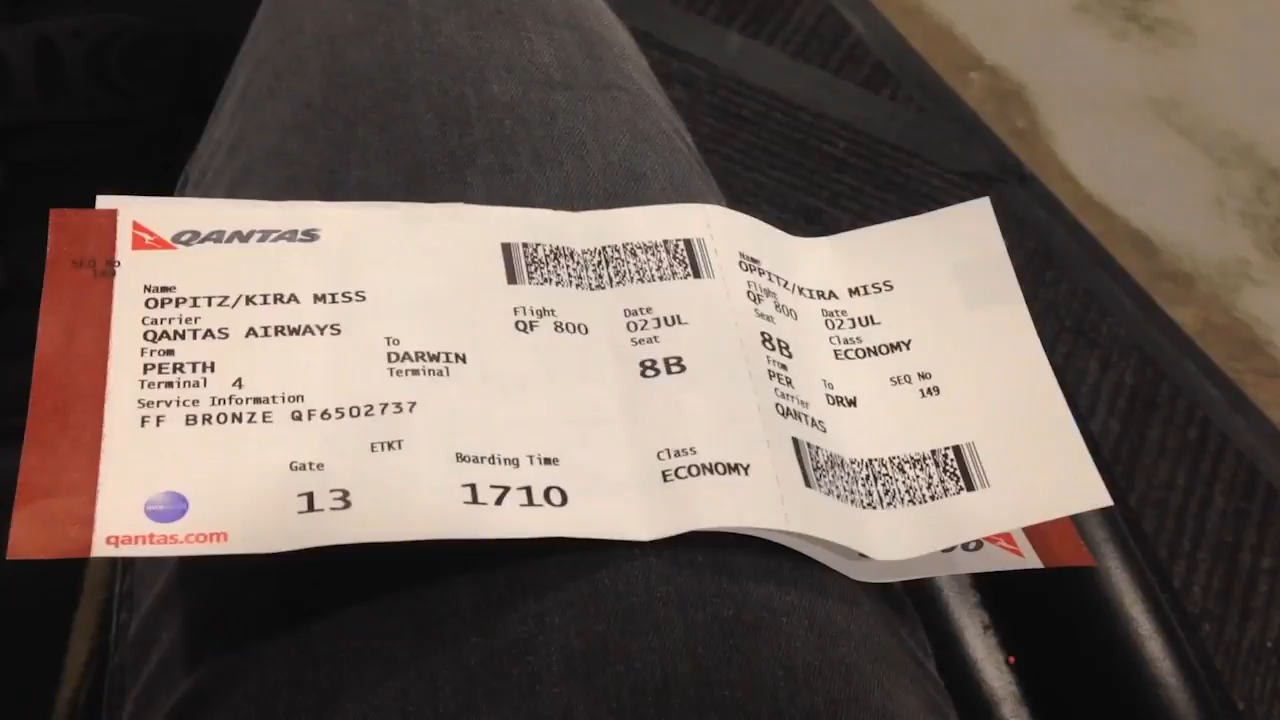 QANTAS
SEQ No
149
Name
OPPITZ/KIRA MISS
Carrier
QANTAS AIRWAYS
From
PERTH
Terminal 4
To
DARWIN
Terminal
Flight
QF 800
Date
02JUL
Seat
8B
Service Information
FF BRONZE QF6502737
ETKT
Gate
13
Boarding Time
1710
Class
ECONOMY
qantas.com
Name
OPPITZ/KIRA MISS
Flight
QF 800
Date
02JUL
Seat
8B
Class
ECONOMY
From
PER
To
DRW
SEQ No
149
Carrier
QANTAS